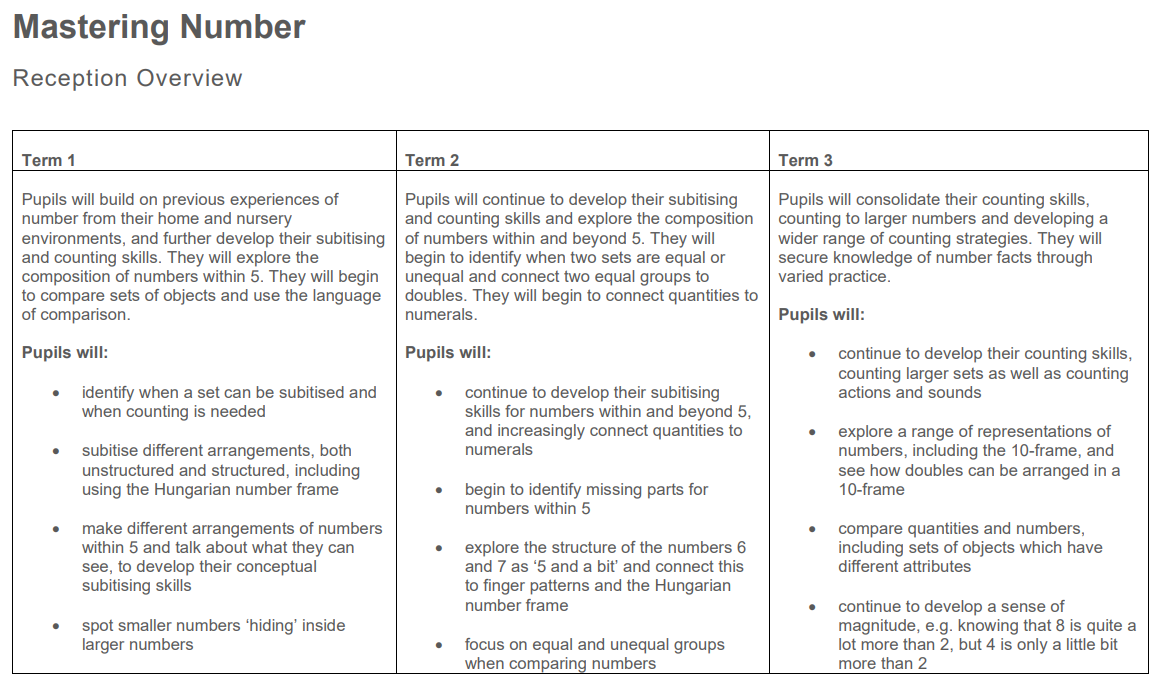 Mastering Number
Reception Overview
Term 1
Pupils will build on previous experiences of
number from their home and nursery
environments, and further develop their subitising
and counting skills. They will explore the
composition of numbers within 5. They will begin
to compare sets of objects and use the language
of comparison.
Pupils will:
• identify when a set can be subitised and
when counting is needed
• subitise different arrangements, both
unstructured and structured, including
using the Hungarian number frame
• make different arrangements of numbers
within 5 and talk about what they can
see, to develop their conceptual
subitising skills
• spot smaller numbers ‘hiding’ inside
larger numbers
Term 2
Pupils will continue to develop their subitising
and counting skills and explore the composition
of numbers within and beyond 5. They will
begin to identify when two sets are equal or
unequal and connect two equal groups to
doubles. They will begin to connect quantities to
numerals.
Pupils will:
• continue to develop their subitising
skills for numbers within and beyond 5,
and increasingly connect quantities to
numerals
• begin to identify missing parts for
numbers within 5
• explore the structure of the numbers 6
and 7 as ‘5 and a bit’ and connect this
to finger patterns and the Hungarian
number frame
• focus on equal and unequal groups
when comparing numbers
Term 3
Pupils will consolidate their counting skills,
counting to larger numbers and developing a
wider range of counting strategies. They will
secure knowledge of number facts through
varied practice.
Pupils will:
• continue to develop their counting skills,
counting larger sets as well as counting
actions and sounds
• explore a range of representations of
numbers, including the 10-frame, and
see how doubles can be arranged in a
10-frame
• compare quantities and numbers,
including sets of objects which have
different attributes
• continue to develop a sense of
magnitude, e.g. knowing that 8 is quite a
lot more than 2, but 4 is only a little bit
more than 2